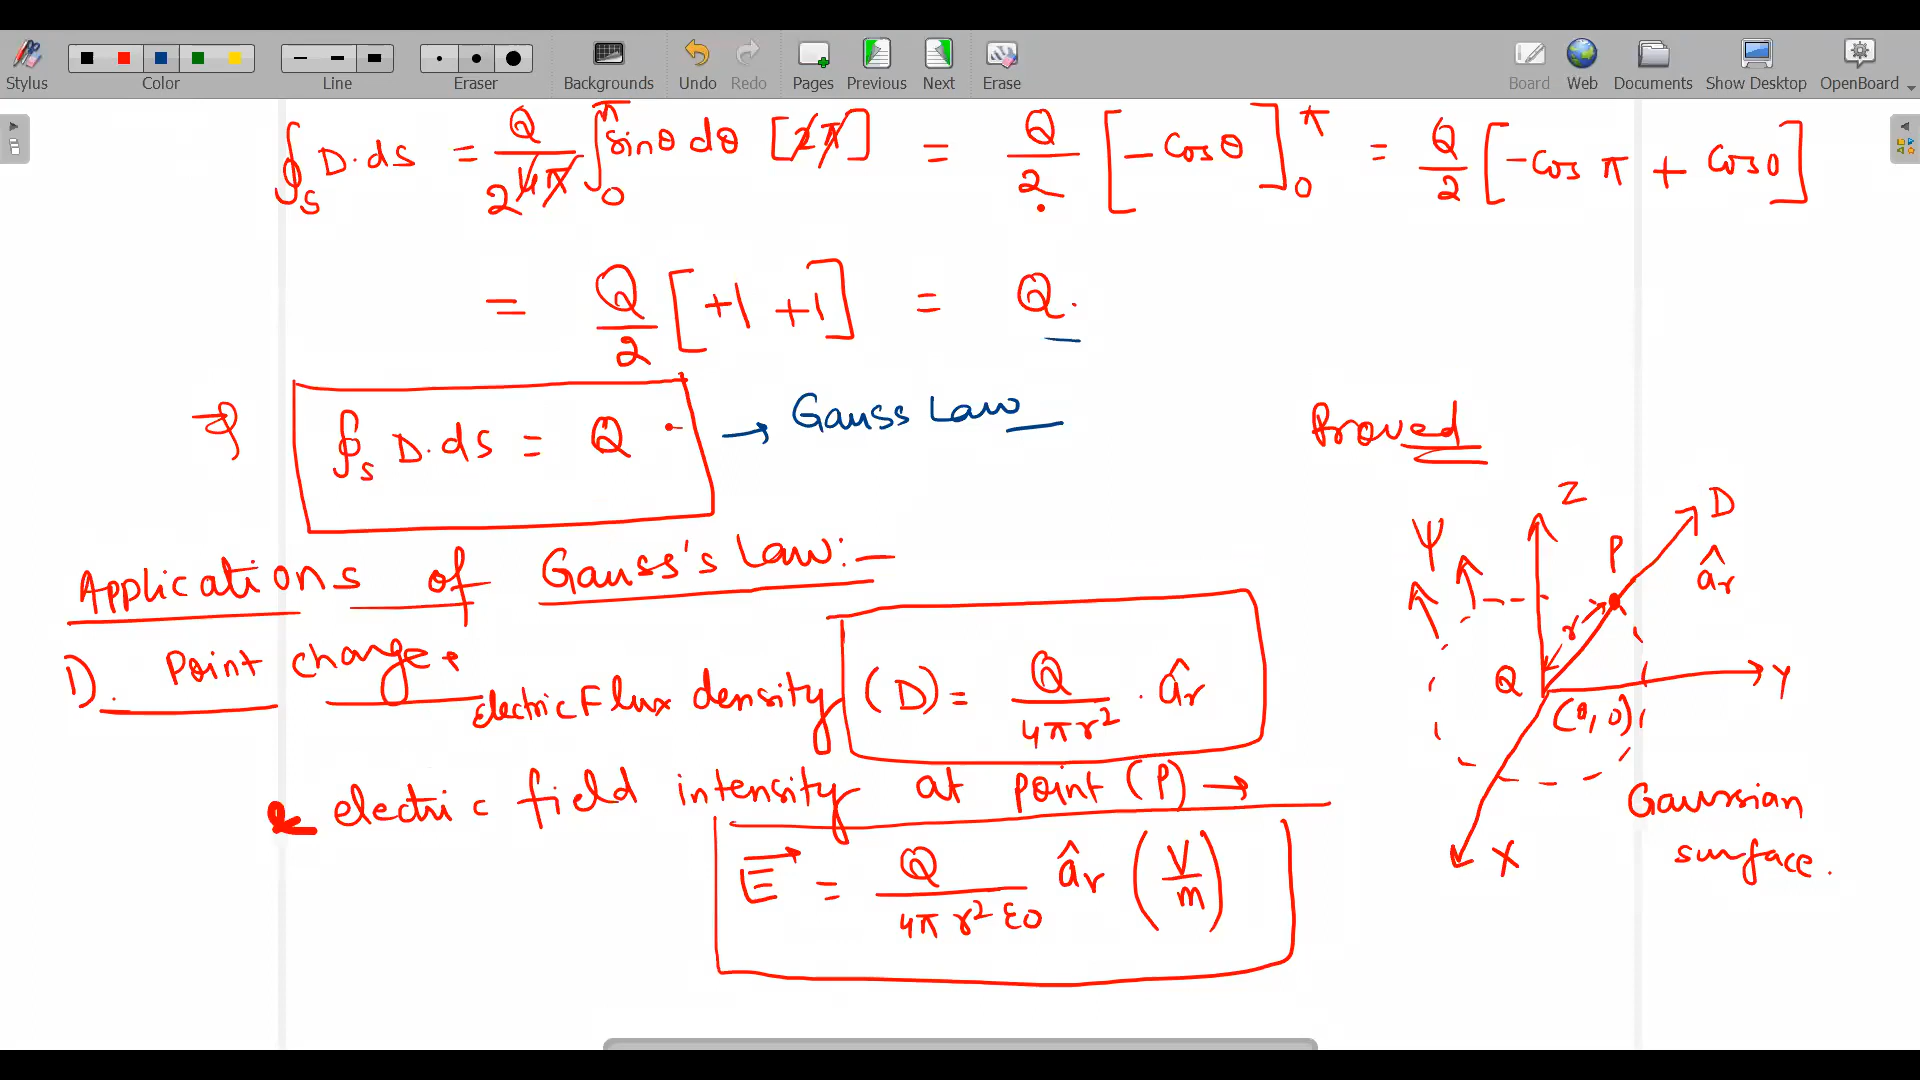 Stylus Color Line Eraser Backgrounds Undo Redo Pages Previous Next Erase Board Web Documents Show Desktop OpenBoard
∮s D.ds = Q/2 4π ∫0^π sinθ dθ [2π] = Q/2 [-Cosθ]0^π = Q/2 [-Cos π + Cos 0]
= Q/2 [+1 +1] = Q.
⇒ ∮s D.ds = Q → Gauss Law
Proved
Applications of Gauss's Law:-
1). Point charge.
electric Flux density (D) = Q/4πr² . âr
electric field intensity at point (P) →
E⃗ = Q/4π r² ε0 âr (V/m)
Z
D
ψ
P
âr
r
Q
Y
(0,0)
X
Gaussian
surface.